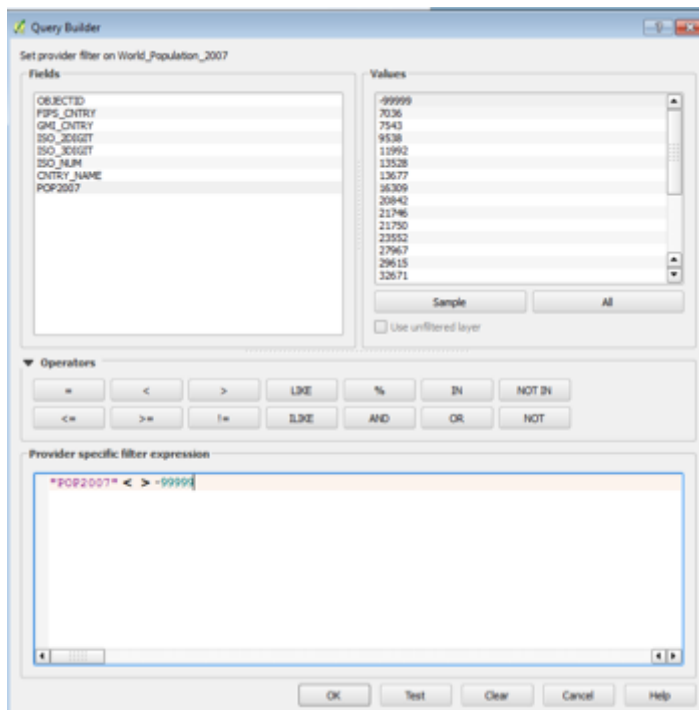 Query Builder
Set provider filter on World_Population_2007
Fields
OBJECTID
FIPS_CNTRY
GMI_CNTRY
ISO_2DIGIT
ISO_3DIGIT
ISO_NUM
CNTRY_NAME
POP2007
Values
-99999
7036
7543
9538
11992
13528
13677
16309
20842
21746
21750
23552
27967
29615
32671
Sample All
Use unfiltered layer
Operators
= < > LIKE % IN NOT IN
<= >= != ILIKE AND OR NOT
Provider specific filter expression
"POP2007" < > -99999
OK Test Clear Cancel Help